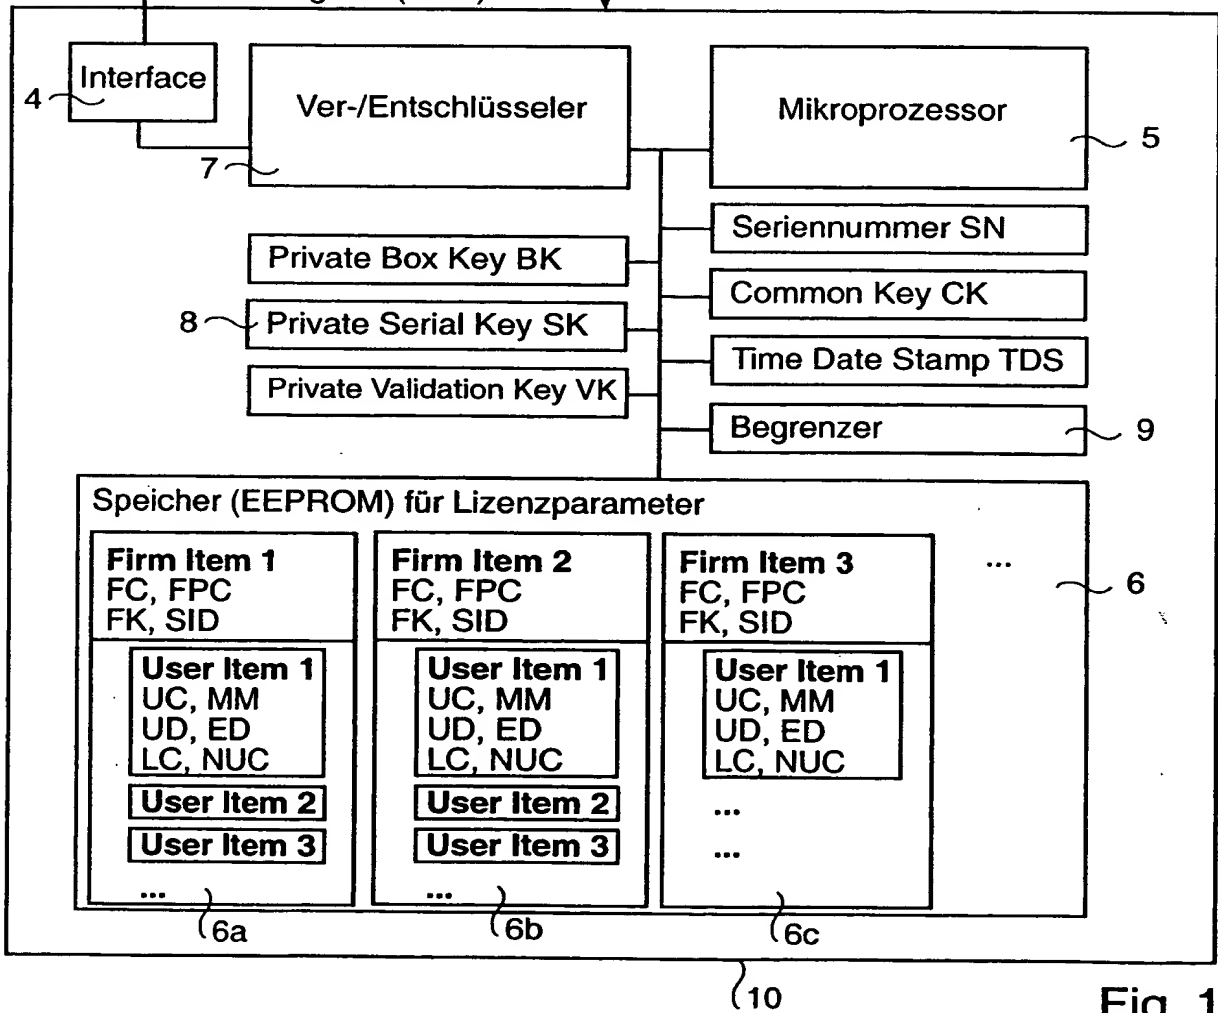 Interface
4
Ver-/Entschlüsseler
7
Mikroprozessor
5
Seriennummer SN
Private Box Key BK
Common Key CK
8
Private Serial Key SK
Time Date Stamp TDS
Private Validation Key VK
Begrenzer
9
Speicher (EEPROM) für Lizenzparameter
Firm Item 1
FC, FPC
FK, SID
User Item 1
UC, MM
UD, ED
LC, NUC
User Item 2
User Item 3
...
6a
Firm Item 2
FC, FPC
FK, SID
User Item 1
UC, MM
UD, ED
LC, NUC
User Item 2
User Item 3
...
6b
Firm Item 3
FC, FPC
FK, SID
User Item 1
UC, MM
UD, ED
LC, NUC
...
...
6c
...
6
10
Fig. 1